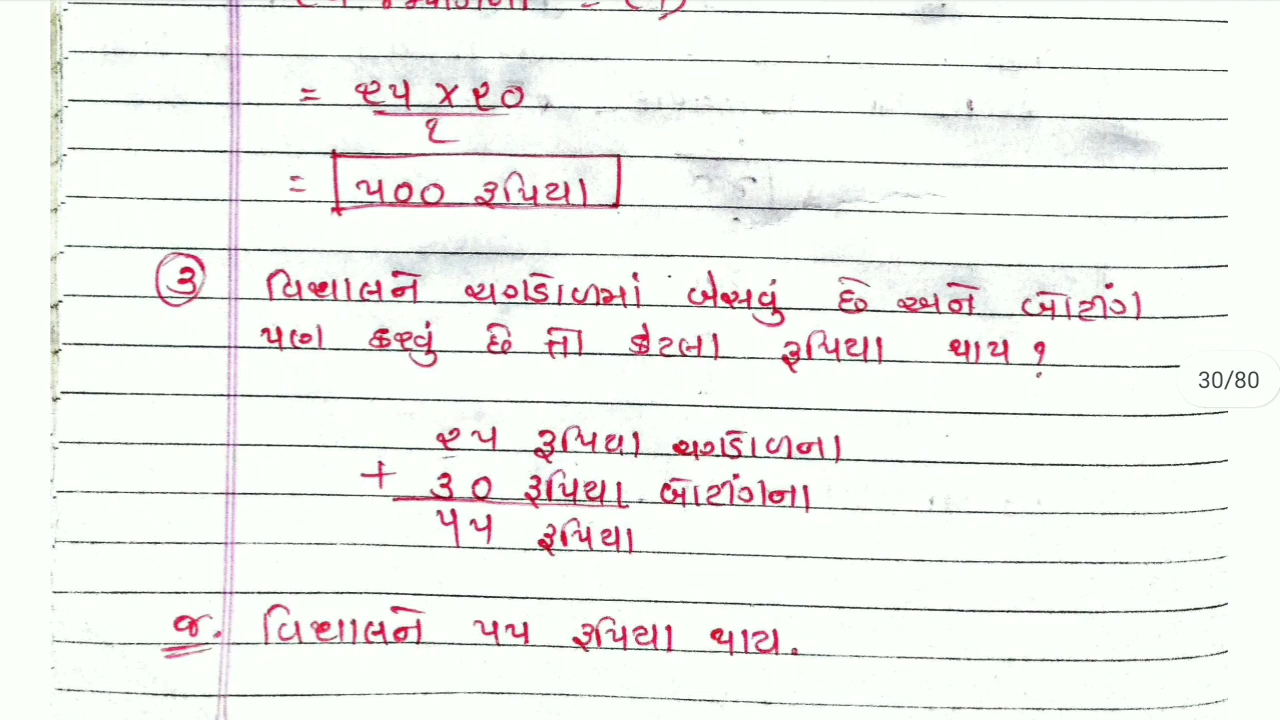 = ૨૫ × ૨૦
૧
= ૫૦૦ રૂપિયા
૩ વિશાલને ચગડોળમાં બેસવું છે અને બોટીંગ
પણ કરવું છે તો કેટલા રૂપિયા થાય ?
30/80
૨૫ રૂપિયા ચગડોળના
+ ૩૦ રૂપિયા બોટીંગના
૫૫ રૂપિયા
જ. વિશાલને ૫૫ રૂપિયા થાય.